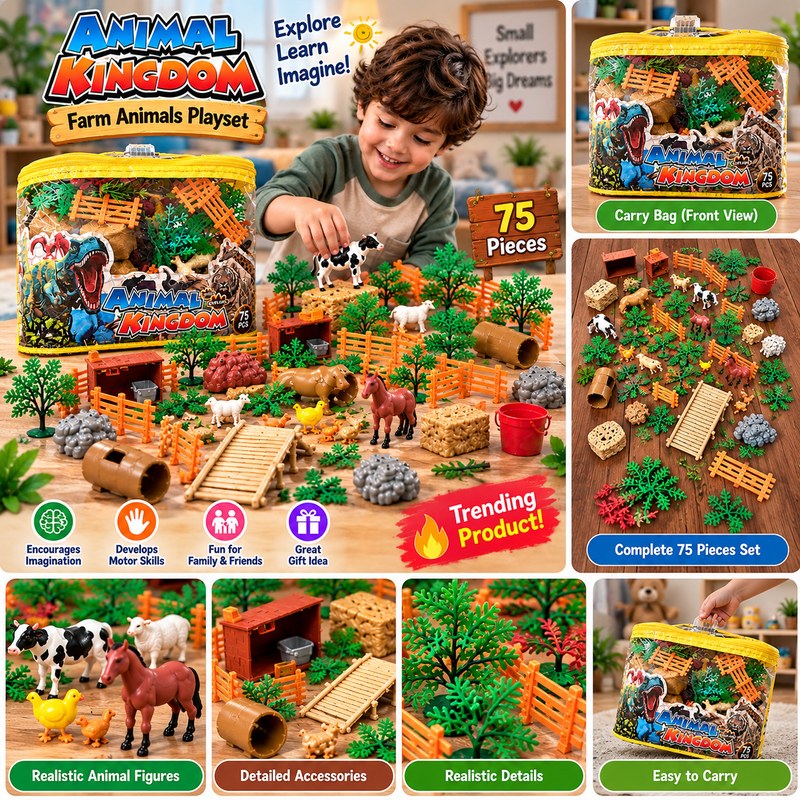 ANIMAL
KINGDOM
Farm Animals Playset
Explore
Learn
Imagine!
Small
Explorers
Big Dreams
75
Pieces
ANIMAL
KINGDOM
75
PCS
Encourages
Imagination
Develops
Motor Skills
Fun for
Family & Friends
Great
Gift Idea
Trending
Product!
ANIMAL
KINGDOM
75
PCS
Carry Bag (Front View)
Complete 75 Pieces Set
Realistic Animal Figures
Detailed Accessories
Realistic Details
ANIMAL
KINGDOM
75
PCS
Easy to Carry